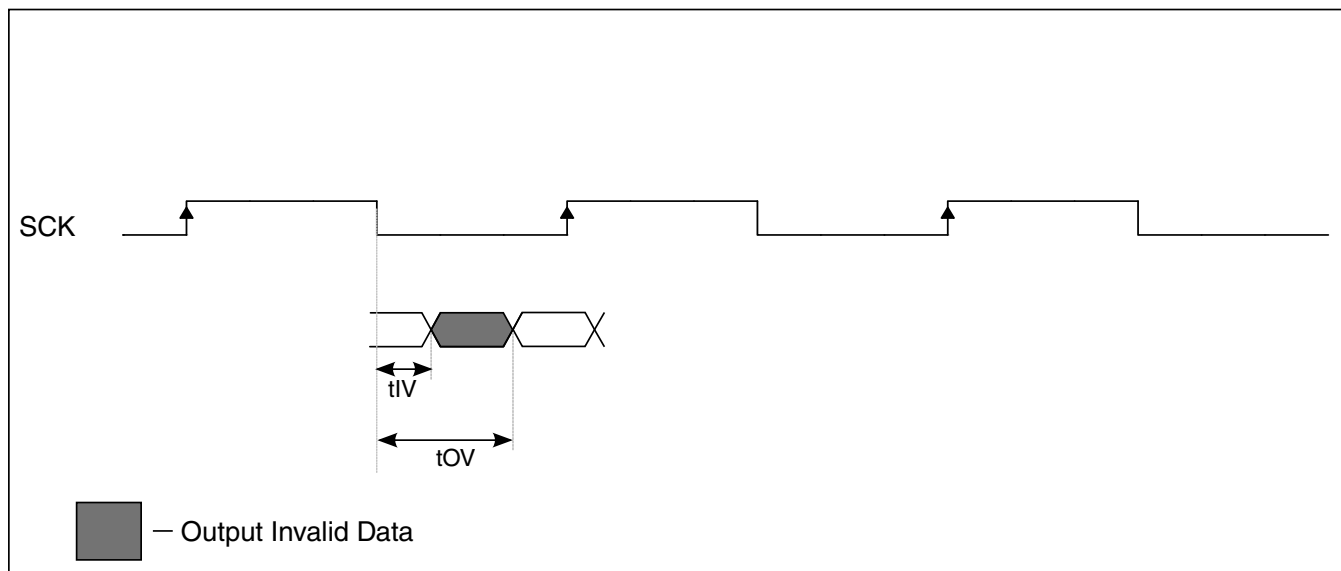 SCK
tIV
tOV
— Output Invalid Data